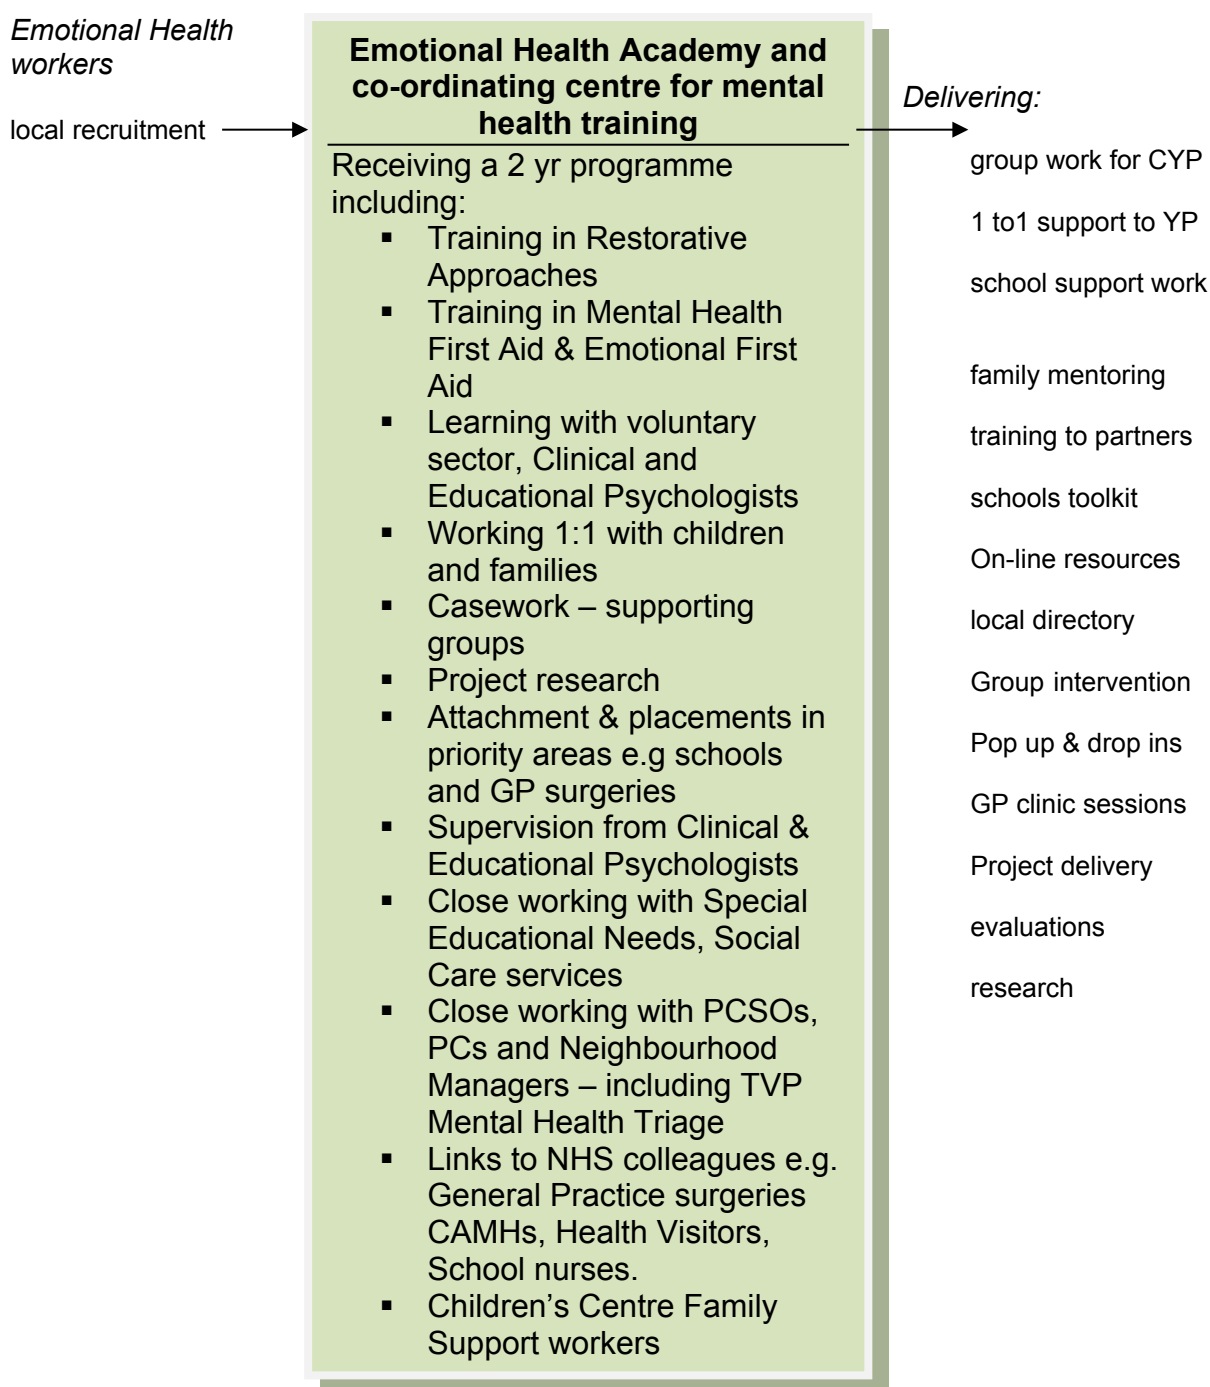 Emotional Health
workers
local recruitment
Emotional Health Academy and
co-ordinating centre for mental
health training
Receiving a 2 yr programme
including:
▪ Training in Restorative
Approaches
▪ Training in Mental Health
First Aid & Emotional First
Aid
▪ Learning with voluntary
sector, Clinical and
Educational Psychologists
▪ Working 1:1 with children
and families
▪ Casework – supporting
groups
▪ Project research
▪ Attachment & placements in
priority areas e.g schools
and GP surgeries
▪ Supervision from Clinical &
Educational Psychologists
▪ Close working with Special
Educational Needs, Social
Care services
▪ Close working with PCSOs,
PCs and Neighbourhood
Managers – including TVP
Mental Health Triage
▪ Links to NHS colleagues e.g.
General Practice surgeries
CAMHs, Health Visitors,
School nurses.
▪ Children’s Centre Family
Support workers
Delivering:
group work for CYP
1 to1 support to YP
school support work
family mentoring
training to partners
schools toolkit
On-line resources
local directory
Group intervention
Pop up & drop ins
GP clinic sessions
Project delivery
evaluations
research